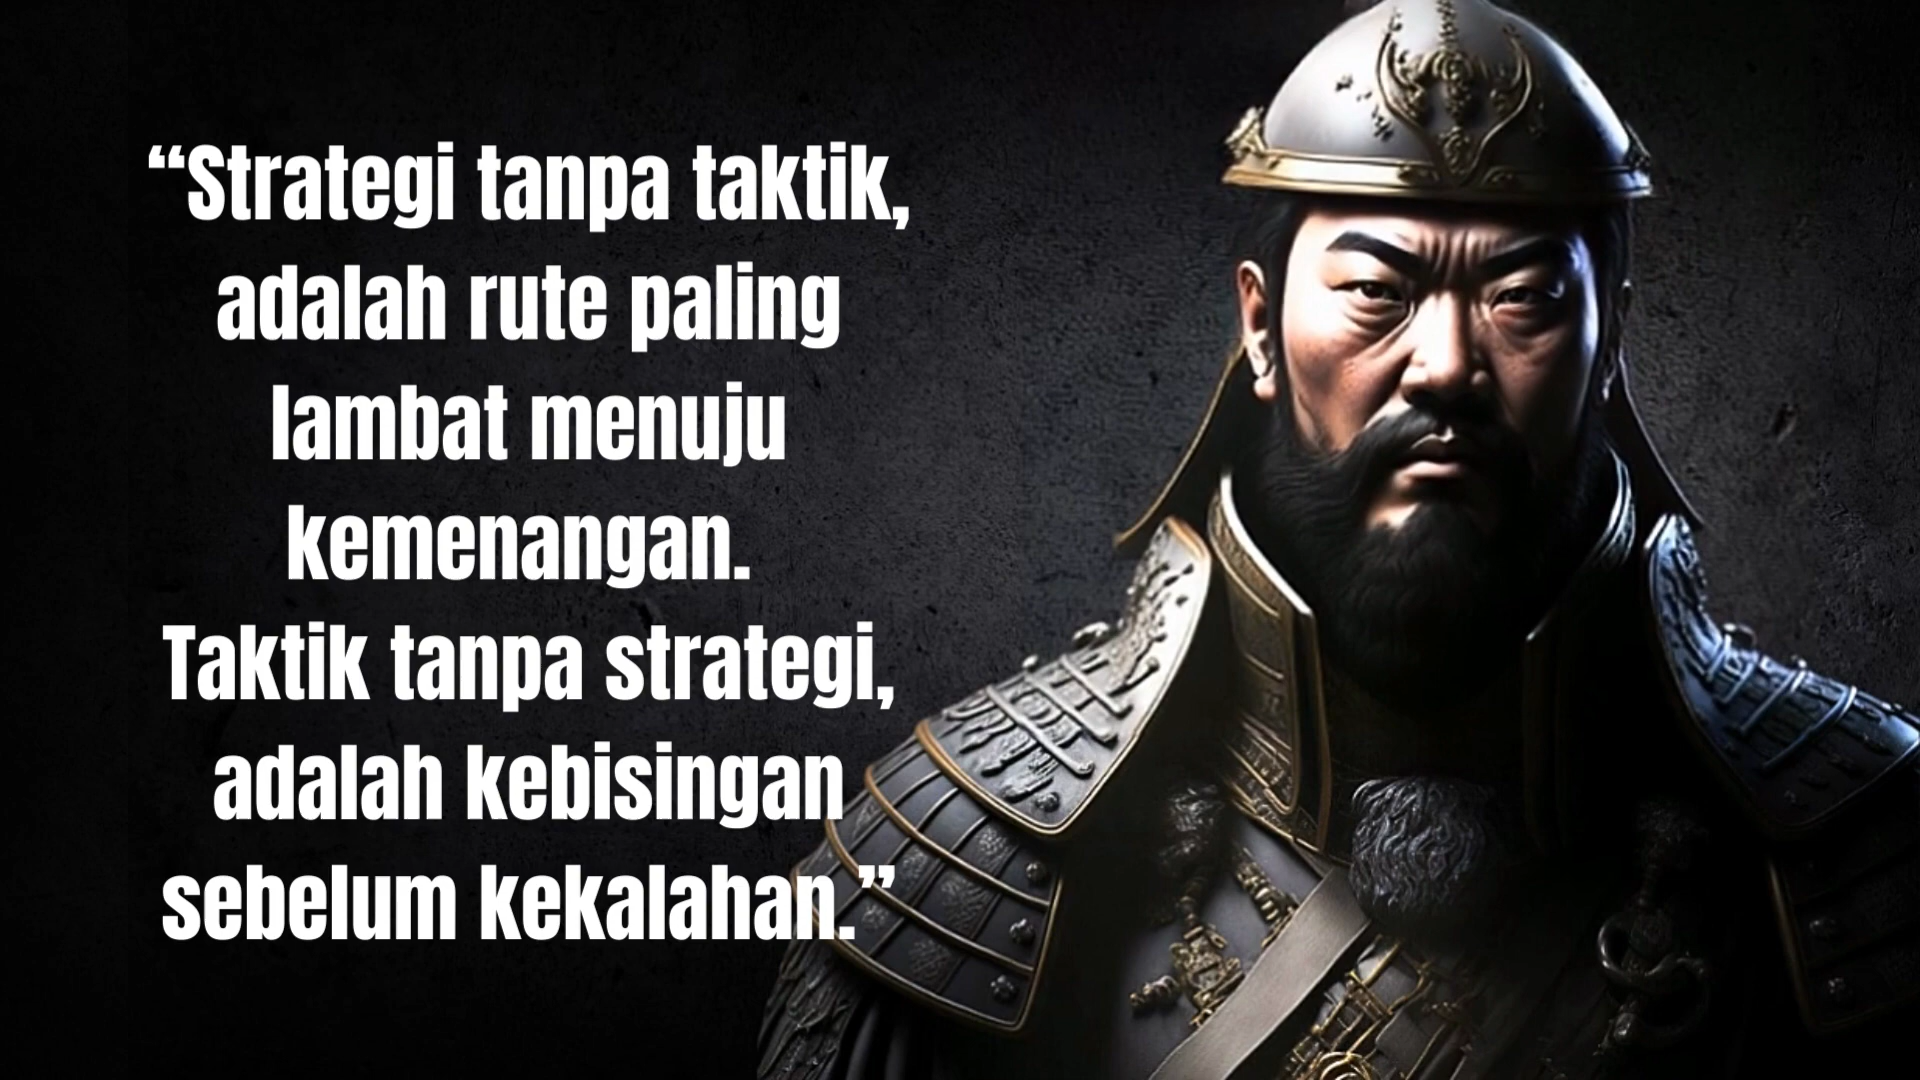 “Strategi tanpa taktik,
adalah rute paling
lambat menuju
kemenangan.
Taktik tanpa strategi,
adalah kebisingan
sebelum kekalahan.”